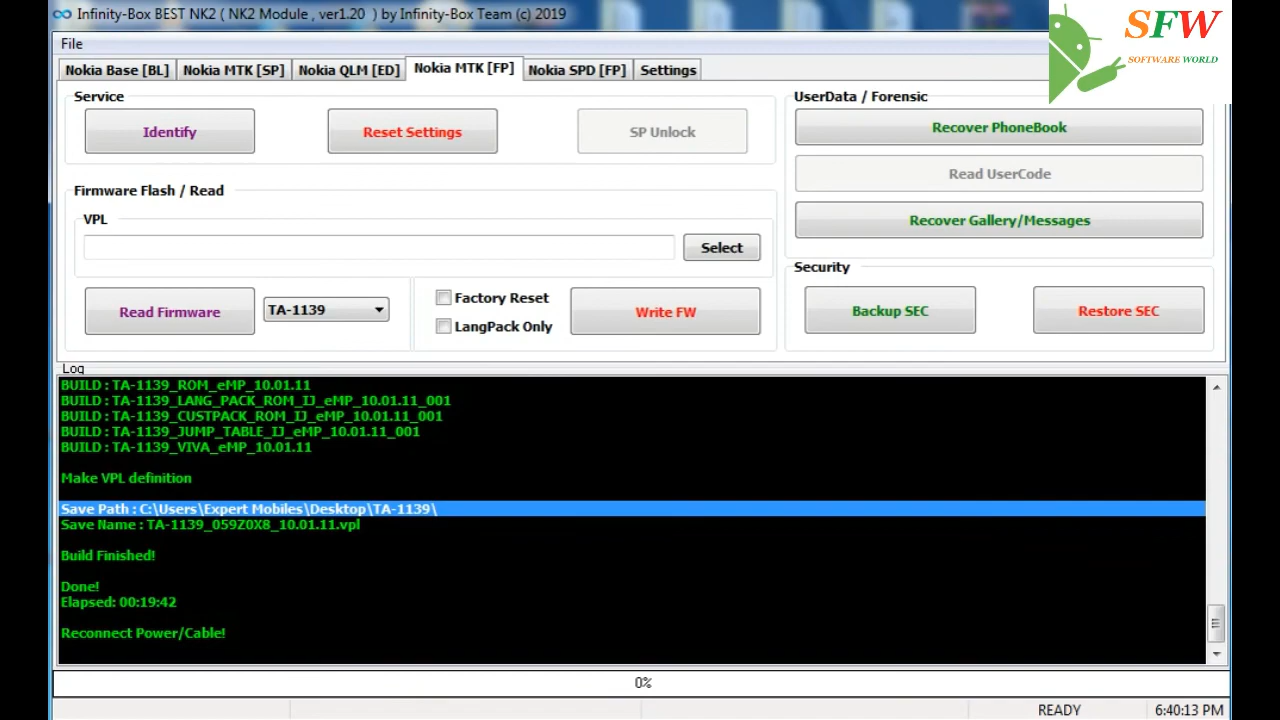 Infinity-Box BEST NK2 ( NK2 Module , ver1.20 ) by Infinity-Box Team (c) 2019
SFW
SOFTWARE WORLD
File
Nokia Base [BL] Nokia MTK [SP] Nokia QLM [ED] Nokia MTK [FP] Nokia SPD [FP] Settings
Service
Identify Reset Settings SP Unlock
Firmware Flash / Read
VPL
Select
Read Firmware TA-1139
Factory Reset
LangPack Only
Write FW
UserData / Forensic
Recover PhoneBook
Read UserCode
Recover Gallery/Messages
Security
Backup SEC Restore SEC
Log
BUILD : TA-1139_ROM_eMP_10.01.11
BUILD : TA-1139_LANG_PACK_ROM_IJ_eMP_10.01.11_001
BUILD : TA-1139_CUSTPACK_ROM_IJ_eMP_10.01.11_001
BUILD : TA-1139_JUMP_TABLE_IJ_eMP_10.01.11_001
BUILD : TA-1139_VIVA_eMP_10.01.11
Make VPL definition
Save Path : C:\Users\Expert Mobiles\Desktop\TA-1139\
Save Name : TA-1139_059Z0X8_10.01.11.vpl
Build Finished!
Done!
Elapsed: 00:19:42
Reconnect Power/Cable!
0%
READY 6:40:13 PM